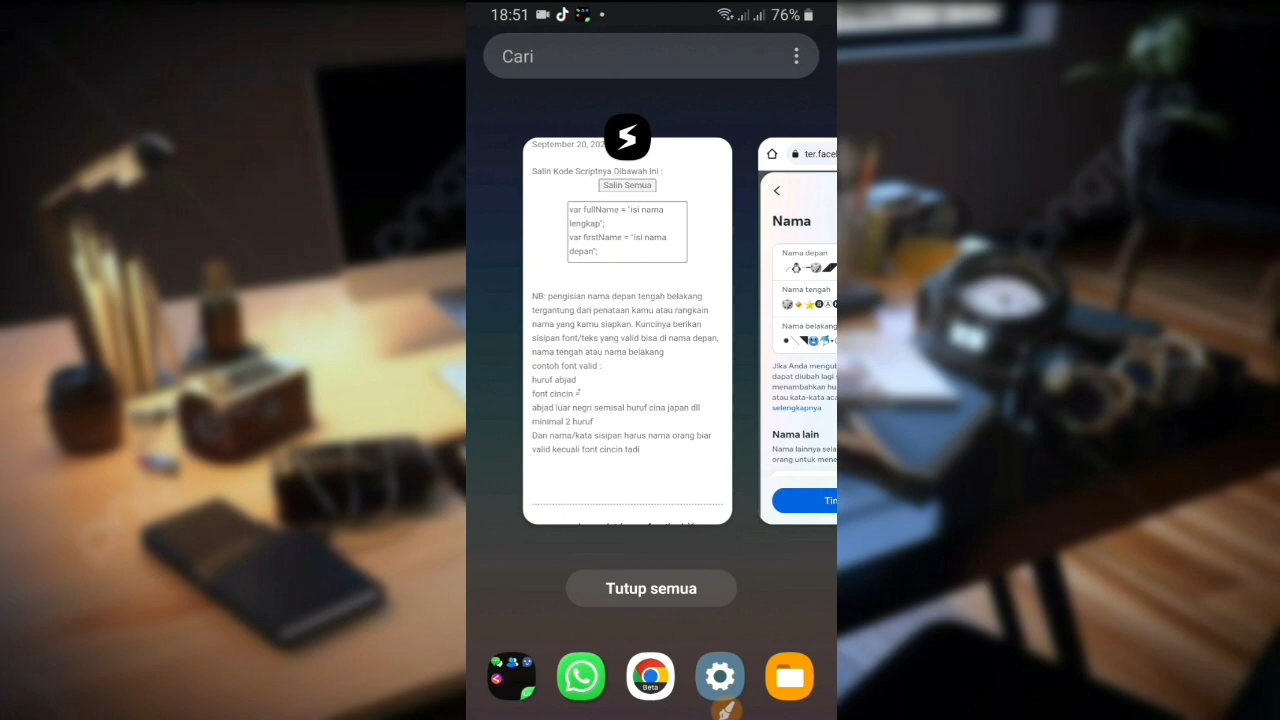 18:51
76%
Cari
September 20, 202
Salin Kode Scriptnya Dibawah Ini :
Salin Semua
var fullName = "isi nama
lengkap";
var firstName = "isi nama
depan";
NB: pengisian nama depan tengah belakang
tergantung dari penataan kamu atau rangkain
nama yang kamu siapkan. Kuncinya berikan
sisipan font/teks yang valid bisa di nama depan,
nama tengah atau nama belakang
contoh font valid :
huruf abjad
font cincin =
abjad luar negri semisal huruf cina japan dll
minimal 2 huruf
Dan nama/kata sisipan harus nama orang biar
valid kecuali font cincin tadi
ter.face
Nama
Nama depan
Nama tengah
Nama belakang
Jika Anda mengub
dapat diubah lagi
menambahkan hu
atau kata-kata aca
selengkapnya
Nama lain
Nama lainnya sela
orang untuk mene
Tin
Tutup semua
Beta